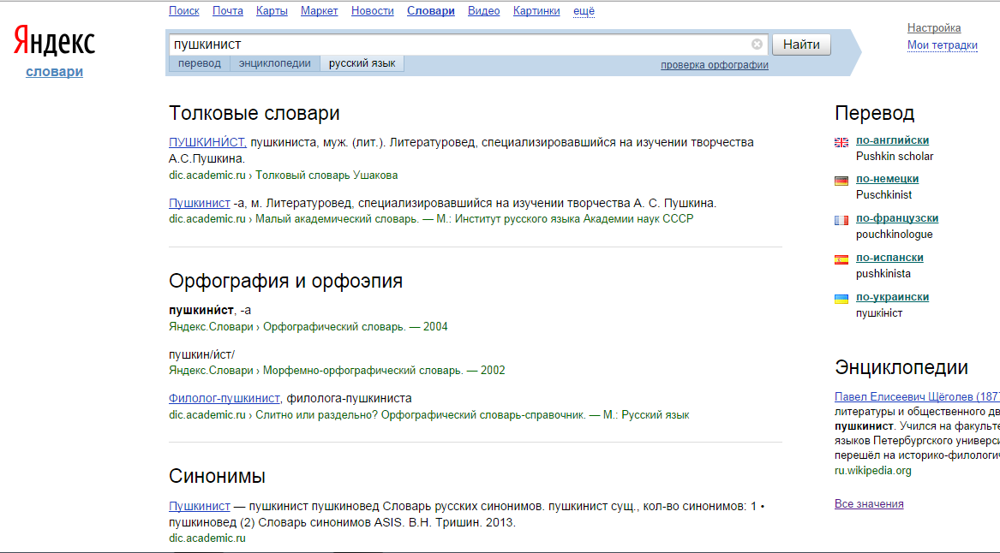 Поиск Почта Карты Маркет Новости Словари Видео Картинки ещё
Яндекс
словари
пушкинист
Найти
перевод энциклопедии русский язык
проверка орфографии
Настройка
Мои тетрадки
Толковые словари
ПУШКИНИ́СТ, пушкиниста, муж. (лит.). Литературовед, специализировавшийся на изучении творчества
А.С.Пушкина.
dic.academic.ru › Толковый словарь Ушакова
Пушкинист -а, м. Литературовед, специализировавшийся на изучении творчества А. С. Пушкина.
dic.academic.ru › Малый академический словарь. — М.: Институт русского языка Академии наук СССР
Орфография и орфоэпия
пушкини́ст, -а
Яндекс.Словари › Орфографический словарь. — 2004
пушкин/и́ст/
Яндекс.Словари › Морфемно-орфографический словарь. — 2002
Филолог-пушкинист, филолога-пушкиниста
dic.academic.ru › Слитно или раздельно? Орфографический словарь-справочник. — М.: Русский язык
Синонимы
Пушкинист — пушкинист пушкиновед Словарь русских синонимов. пушкинист сущ., кол-во синонимов: 1 •
пушкиновед (2) Словарь синонимов ASIS. В.Н. Тришин. 2013.
dic.academic.ru
Перевод
по-английски
Pushkin scholar
по-немецки
Puschkinist
по-французски
pouchkinologue
по-испански
pushkinista
по-украински
пушкініст
Энциклопедии
Павел Елисеевич Щёголев (187
литературы и общественного дв
пушкинист. Учился на факульте
языков Петербургского универси
перешёл на историко-филологич
ru.wikipedia.org
Все значения